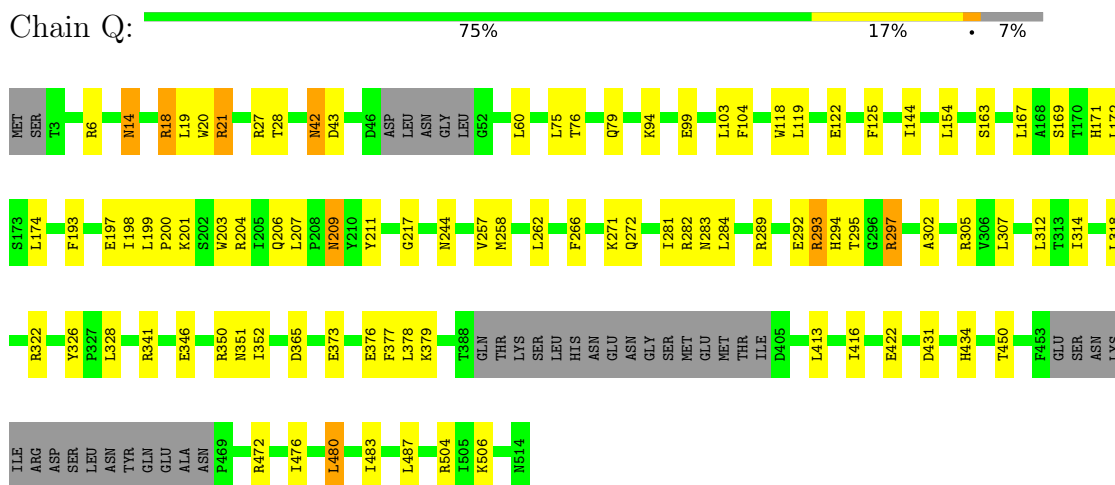 Chain Q:
75% 17% • 7%
MET SER T3 R6 N14 R18 L19 W20 R21 R27 T28 N42 D43 D46 ASP LEU ASN GLY LEU G52 L60 L75 T76 Q79 K94 E99 L103 F104 W118 L119 E122 F125 I144 L154 S163 L167 A168 S169 T170 H171 L172
S173 L174 F193 E197 I198 L199 P200 K201 S202 W203 R204 I205 Q206 L207 P208 N209 Y210 Y211 G217 N244 V257 M258 L262 F266 K271 Q272 I281 R282 N283 L284 R289 E292 R293 H294 T295 G296 R297 A302 R305 V306 L307 L312 T313 I314 L318
R322 Y326 P327 L328 R341 E346 R350 N351 I352 D365 E373 E376 F377 L378 K379 T388 GLN THR LYS SER LEU HIS ASN GLU ASN GLY SER MET GLU MET THR ILE D405 L413 I416 E422 D431 H434 T450 F453 GLU SER ASN LYS
ILE ARG ASP SER LEU ASN TYR GLN GLU ALA ASN P469 R472 I476 L480 I483 L487 R504 I505 K506 N514